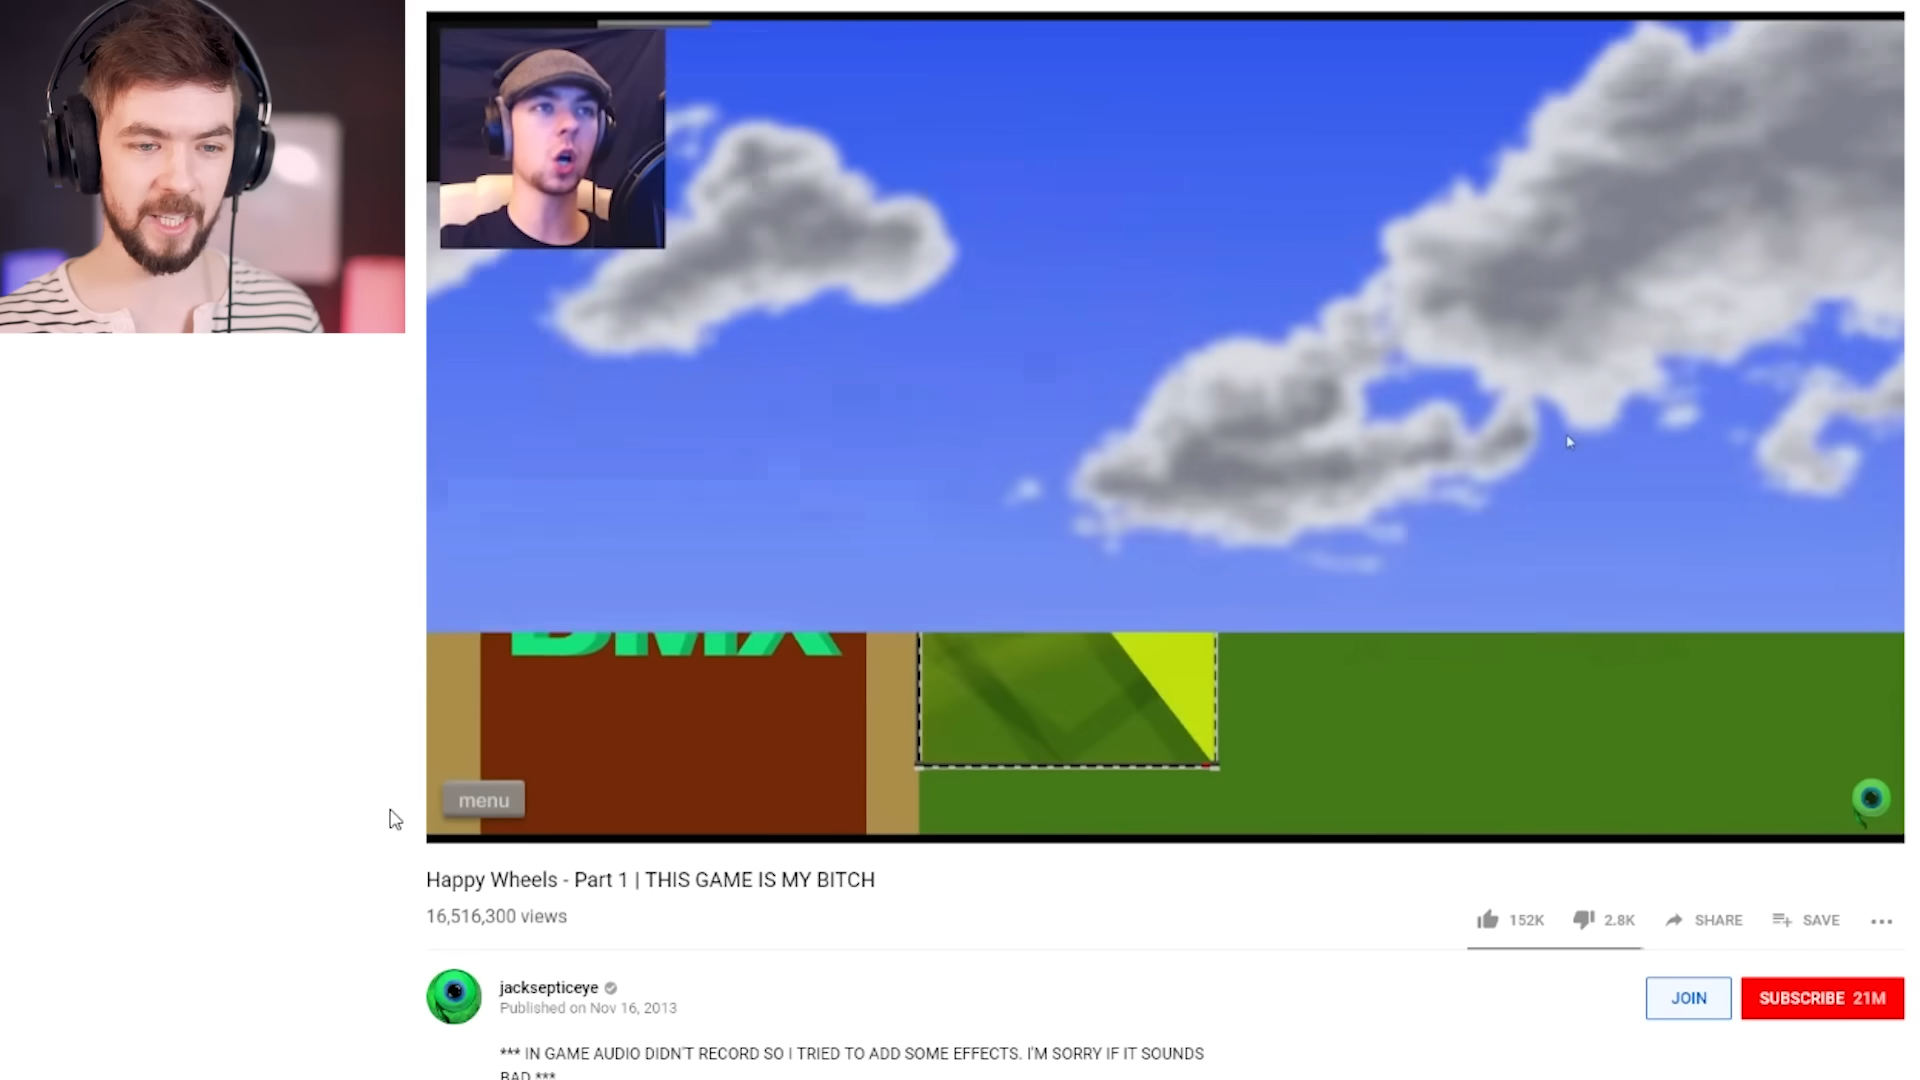 BMX
menu
Happy Wheels - Part 1 | THIS GAME IS MY BITCH
16,516,300 views
152K
2.8K
SHARE
SAVE
jacksepticeye
Published on Nov 16, 2013
JOIN
SUBSCRIBE 21M
*** IN GAME AUDIO DIDN'T RECORD SO I TRIED TO ADD SOME EFFECTS. I'M SORRY IF IT SOUNDS
BAD ***